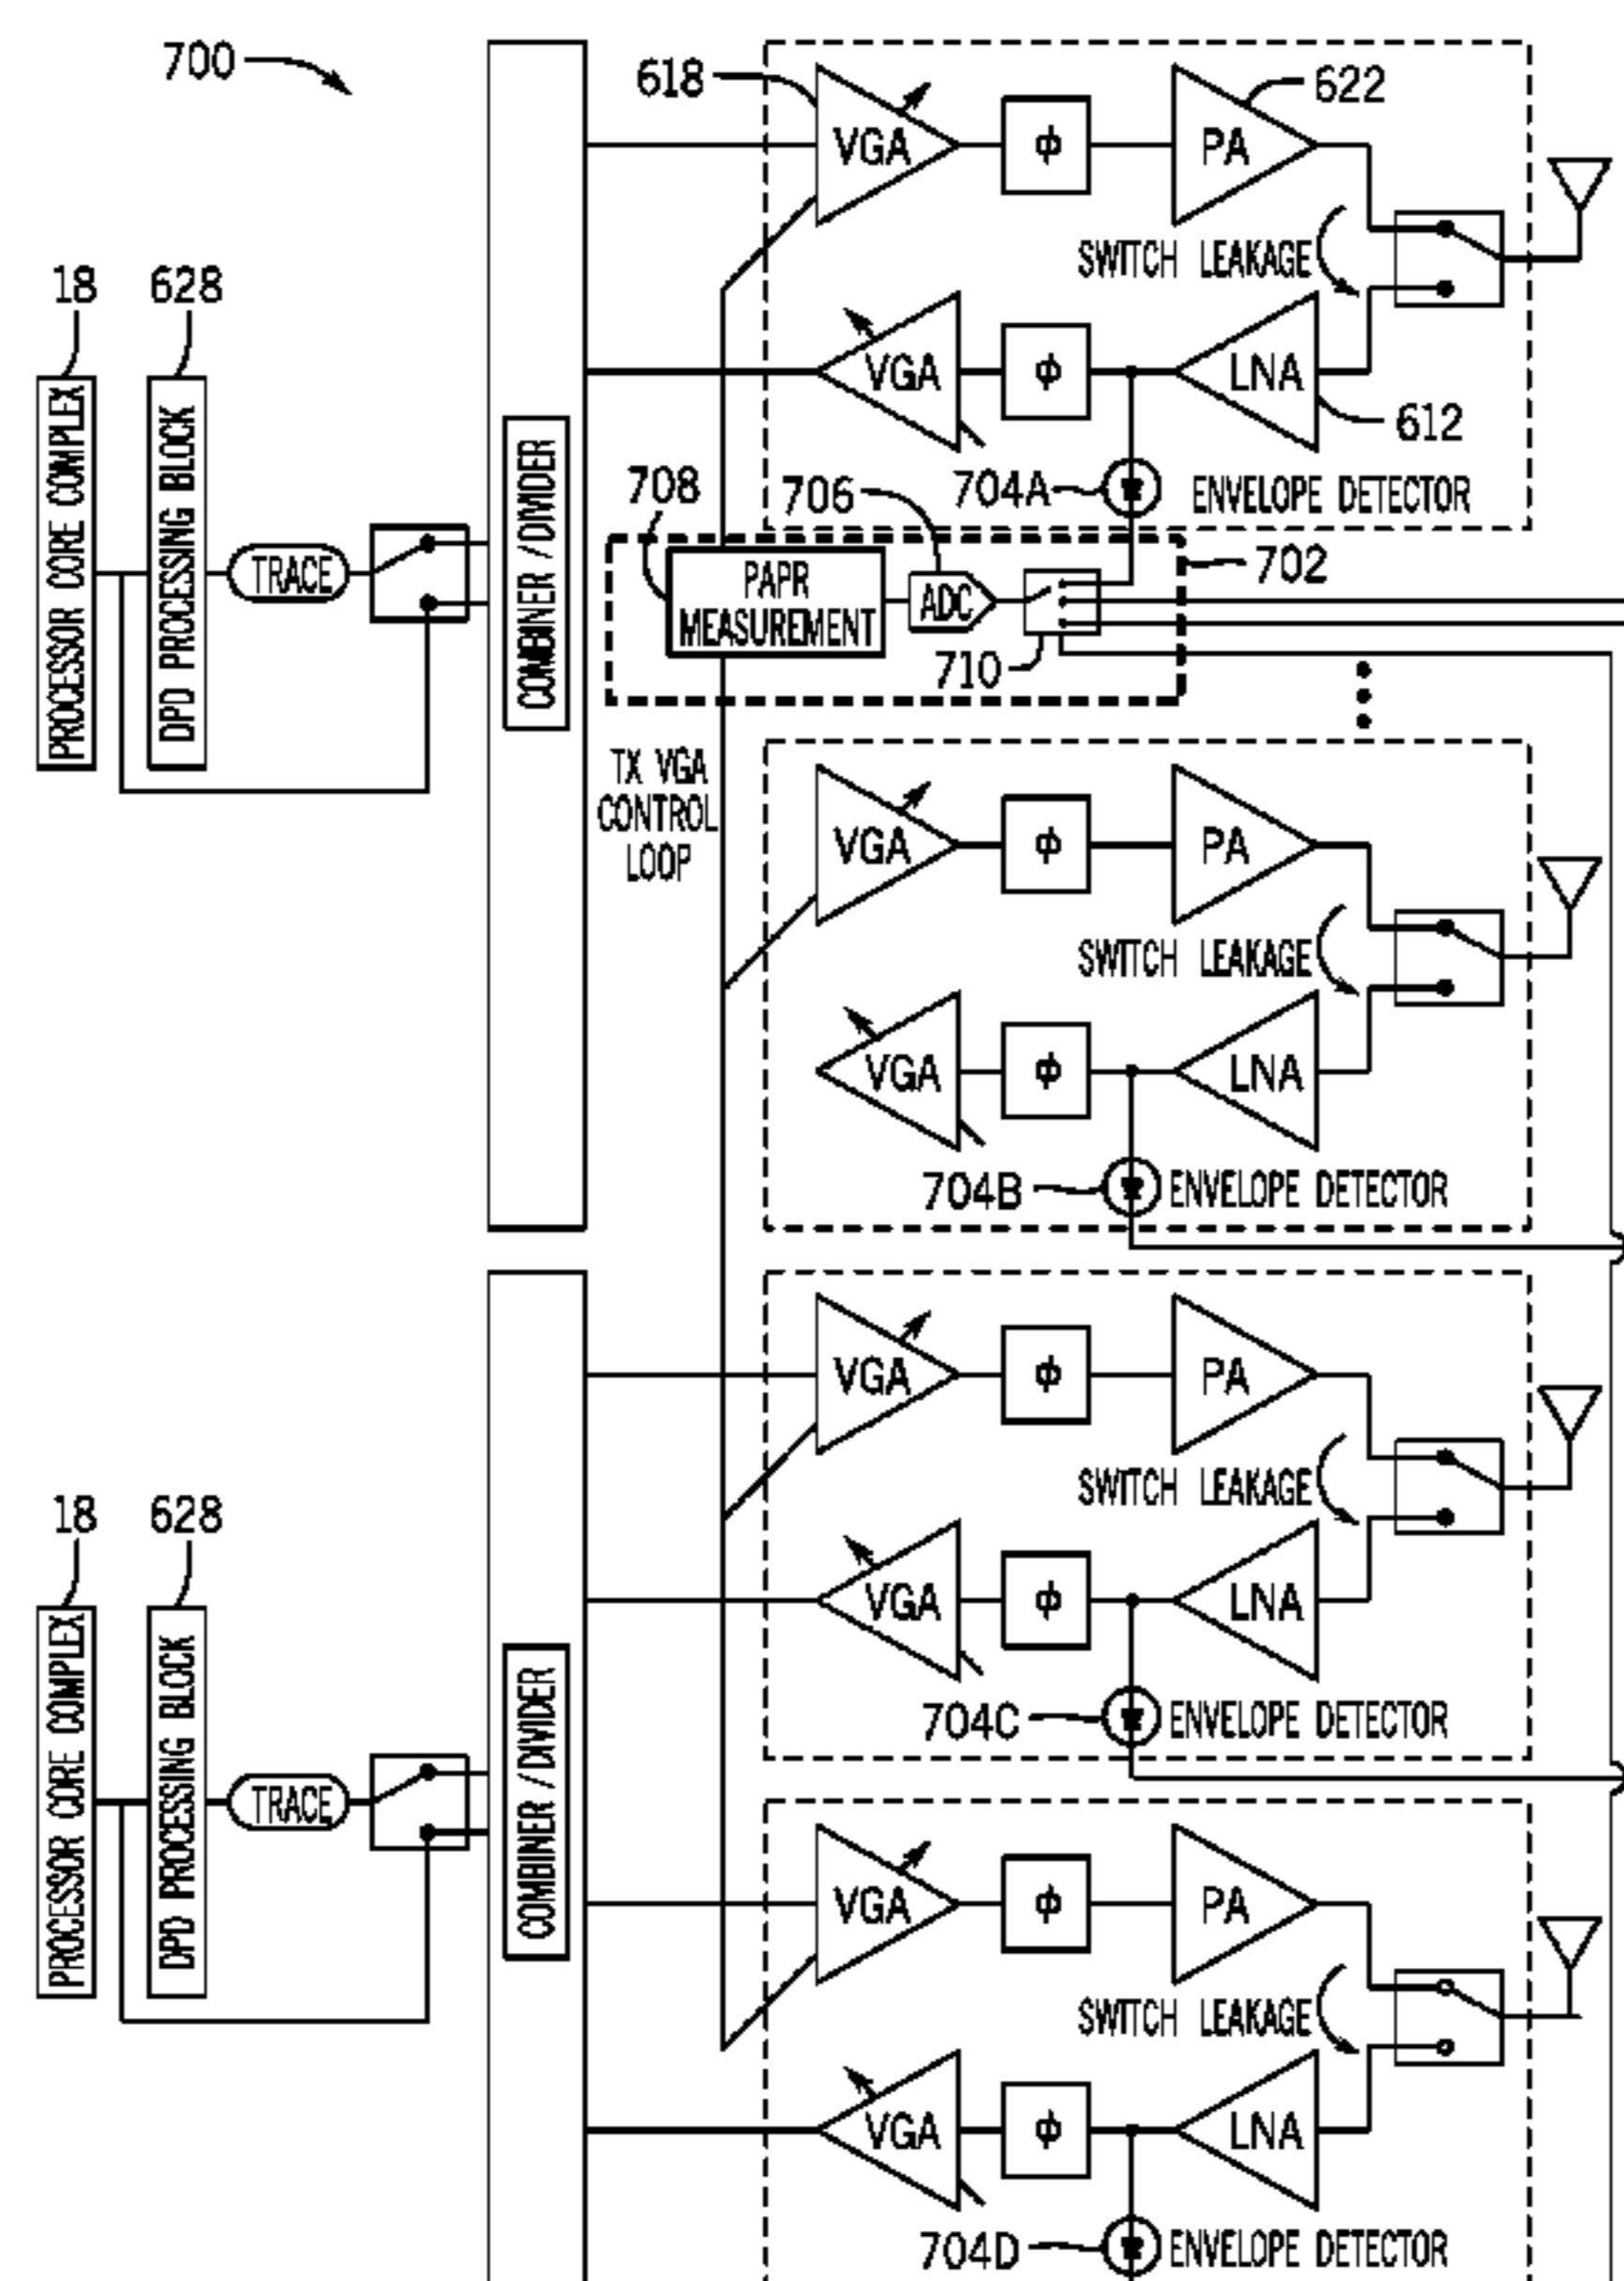 700
618
VGA
Φ
PA
622
SWITCH LEAKAGE
18
628
PROCESSOR CORE COMPLEX
DPD PROCESSING BLOCK
TRACE
COMBINER / DIVIDER
VGA
Φ
LNA
612
704A
ENVELOPE DETECTOR
708
706
702
PAPR
MEASUREMENT
ADC
710
TX VGA
CONTROL
LOOP
VGA
Φ
PA
SWITCH LEAKAGE
VGA
Φ
LNA
704B
ENVELOPE DETECTOR
VGA
Φ
PA
SWITCH LEAKAGE
18
628
PROCESSOR CORE COMPLEX
DPD PROCESSING BLOCK
TRACE
COMBINER / DIVIDER
VGA
Φ
LNA
704C
ENVELOPE DETECTOR
VGA
Φ
PA
SWITCH LEAKAGE
VGA
Φ
LNA
704D
ENVELOPE DETECTOR